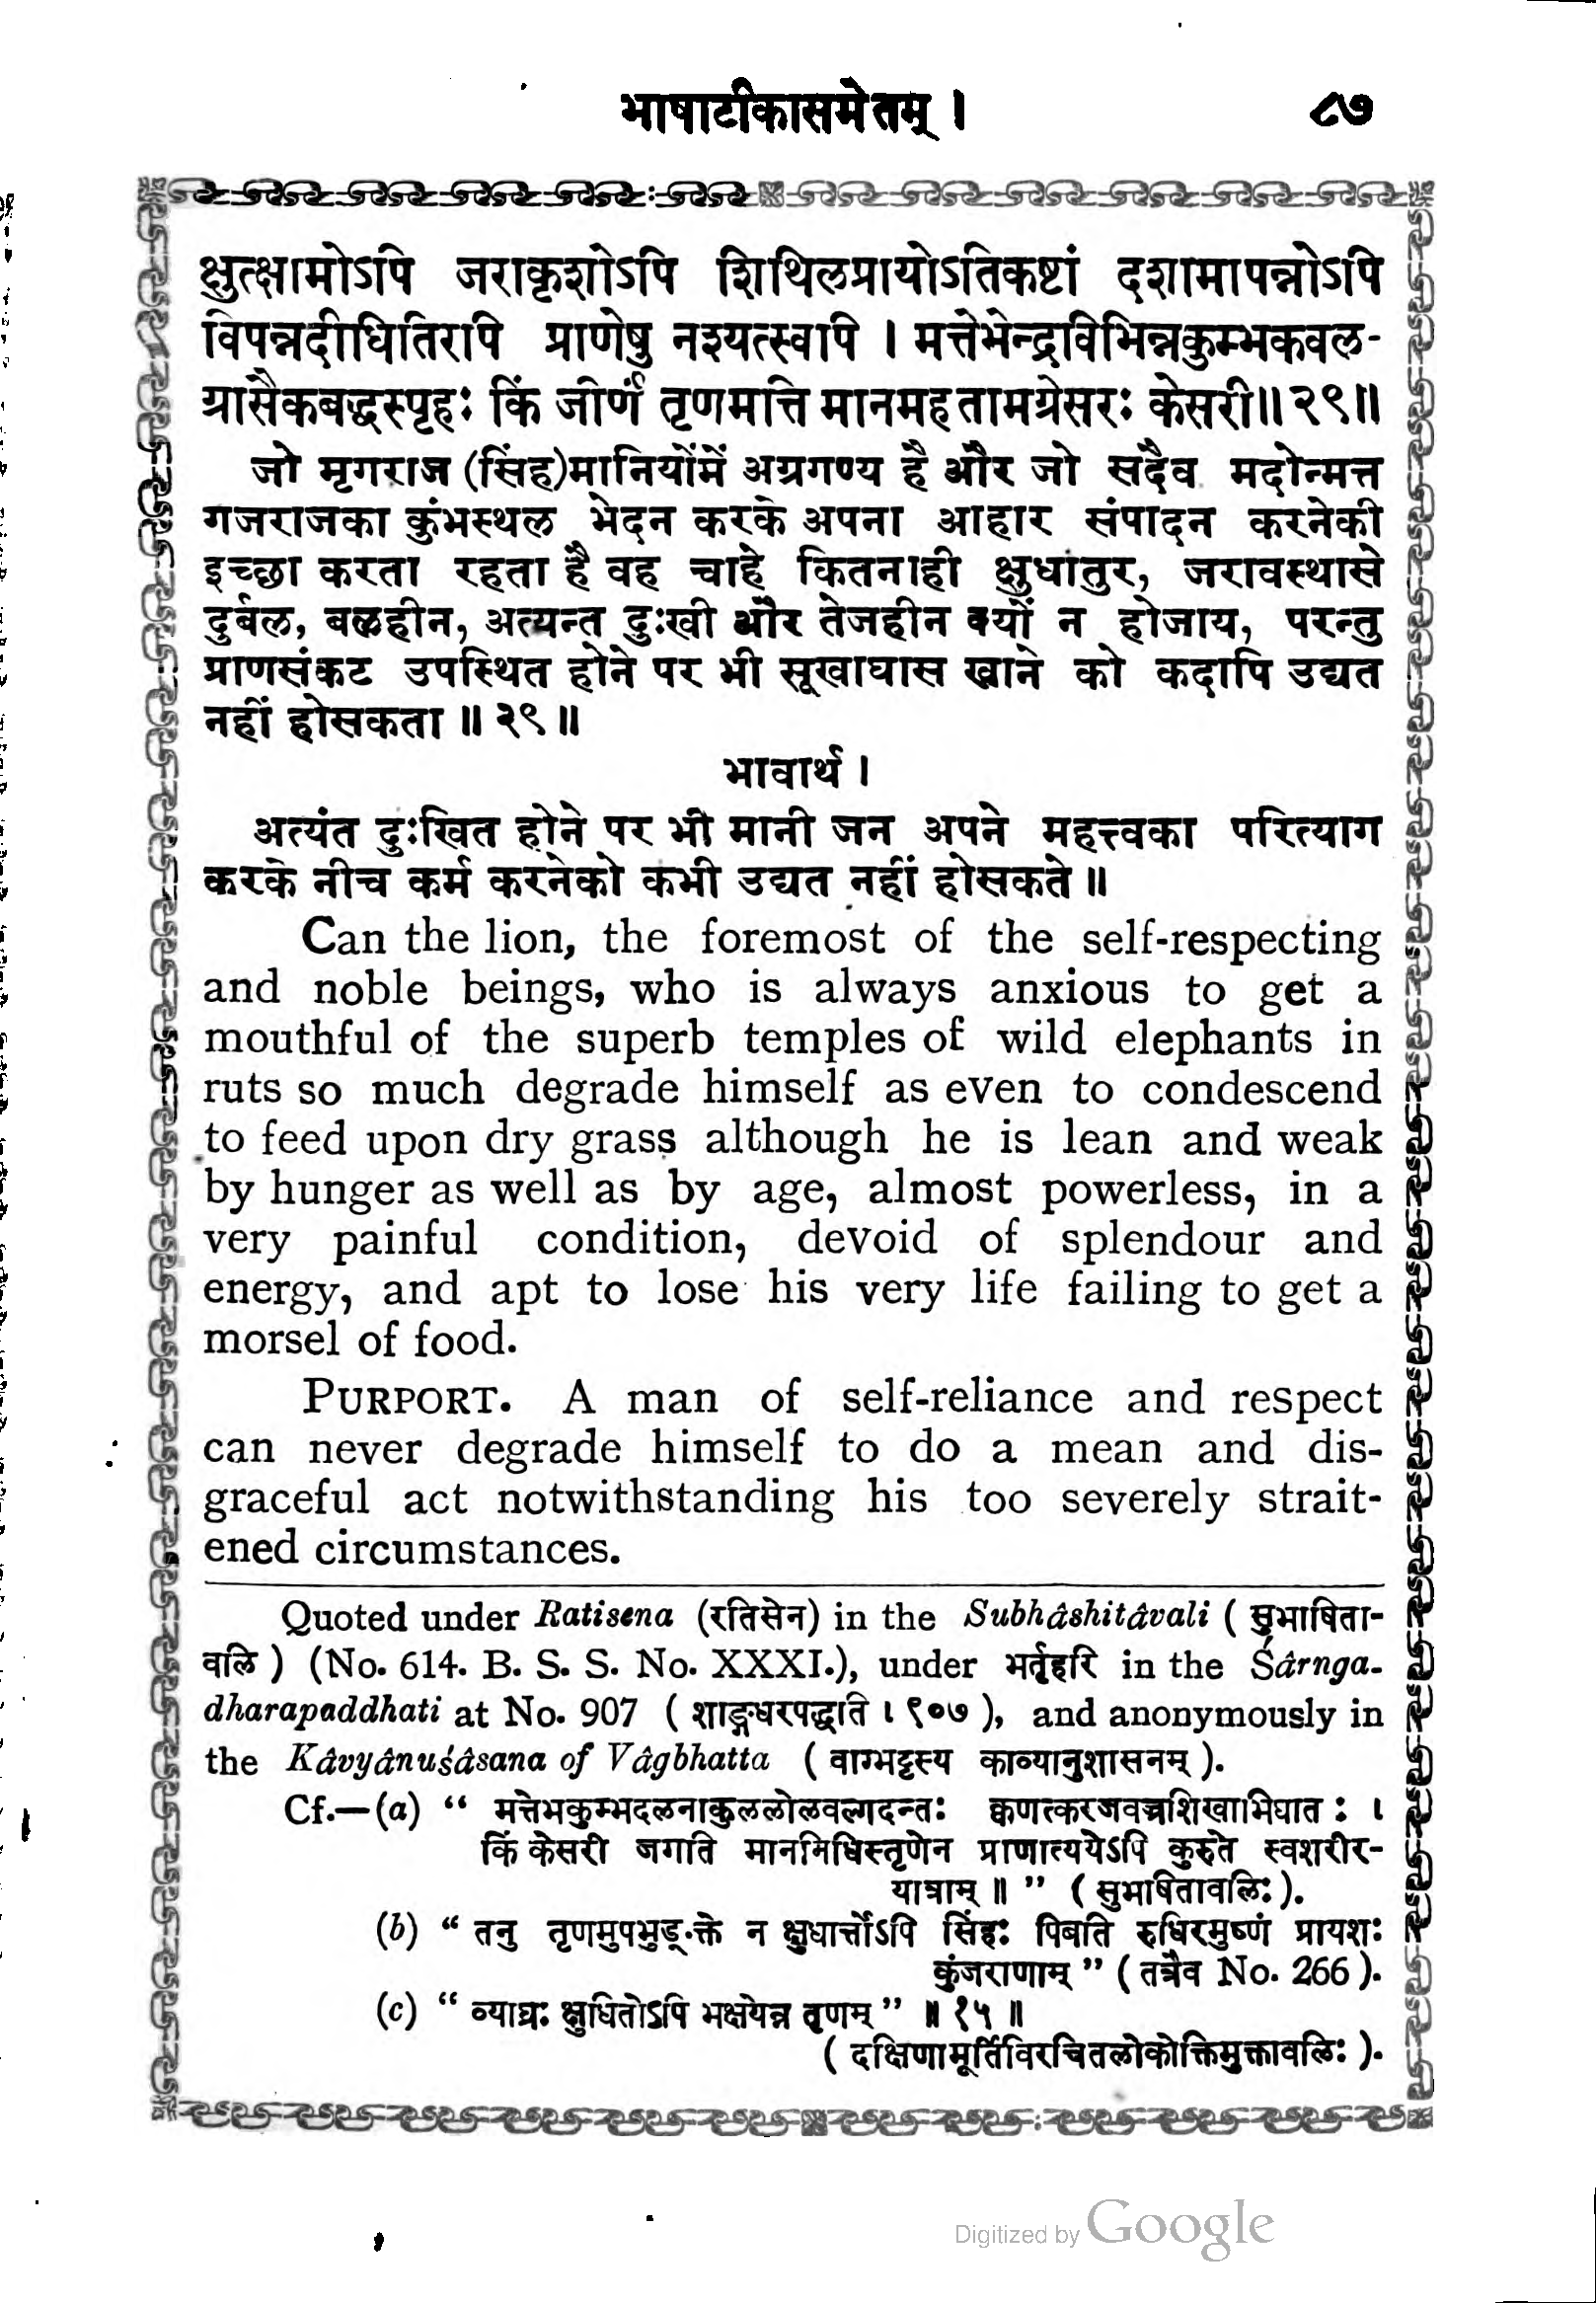 भाषाटीकासमेतम् । ८७
क्षुत्क्षामोऽपि जराकृशोऽपि शिथिलप्रायोऽतिकष्टां दशामापन्नोऽपि
विपन्नदीधितिरपि प्राणेषु नश्यत्स्वापि । मत्तेभेन्द्रविभिन्नकुम्भकवल-
ग्रासैकबद्धस्पृहः किं जीर्णं तृणमत्ति मानमहतामग्रेसरः केसरी॥२९॥
जो मृगराज (सिंह)मानियोंमें अग्रगण्य है और जो सदैव मदोन्मत्त
गजराजका कुंभस्थल भेदन करके अपना आहार संपादन करनेकी
इच्छा करता रहता है वह चाहे कितनाही क्षुधातुर, जरावस्थासे
दुर्बल, बलहीन, अत्यन्त दुःखी और तेजहीन क्यों न होजाय, परन्तु
प्राणसंकट उपस्थित होने पर भी सूखाघास खाने को कदापि उद्यत
नहीं होसकता ॥ २९ ॥
भावार्थ ।
अत्यंत दुःखित होने पर भी मानी जन अपने महत्त्वका परित्याग
करके नीच कर्म करनेको कभी उद्यत नहीं होसकते ॥
Can the lion, the foremost of the self-respecting
and noble beings, who is always anxious to get a
mouthful of the superb temples of wild elephants in
ruts so much degrade himself as even to condescend
to feed upon dry grass although he is lean and weak
by hunger as well as by age, almost powerless, in a
very painful condition, devoid of splendour and
energy, and apt to lose his very life failing to get a
morsel of food.
PURPORT. A man of self-reliance and respect
can never degrade himself to do a mean and dis-
graceful act notwithstanding his too severely strait-
ened circumstances.
Quoted under Ratisena (रतिसेन) in the Subhâshitâvali ( सुभाषिता-
वलि ) (No. 614. B. S. S. No. XXXI.), under भर्तृहरि in the Śârnga-
dharapaddhati at No. 907 ( शाङ्गधरपद्धति । ९०७ ), and anonymously in
the Kâvyânuśâsana of Vâgbhatta ( वाग्भट्टस्य काव्यानुशासनम् ).
Cf.—(a) “ मत्तेभकुम्भदलनाकुललोलवल्गदन्तः क्वणत्करजवज्रशिखाभिघातः ।
किं केसरी जगति माननिधिस्तृणेन प्राणात्ययेऽपि कुरुते स्वशरीर-
यात्राम् ॥ ” ( सुभाषितावलिः ).
(b) “ तनु तृणमुपभुङ्‌क्ते न क्षुधार्त्तोऽपि सिंहः पिबति रुधिरमुष्णं प्रायशः
कुंजराणाम् ” ( तत्रैव No. 266 ).
(c) “ व्याघ्रः क्षुधितोऽपि भक्षयेन्न तृणम् ” ॥ १५ ॥
( दक्षिणामूर्तिविरचितलोकोक्तिमुक्तावलिः ).
Digitized by Google